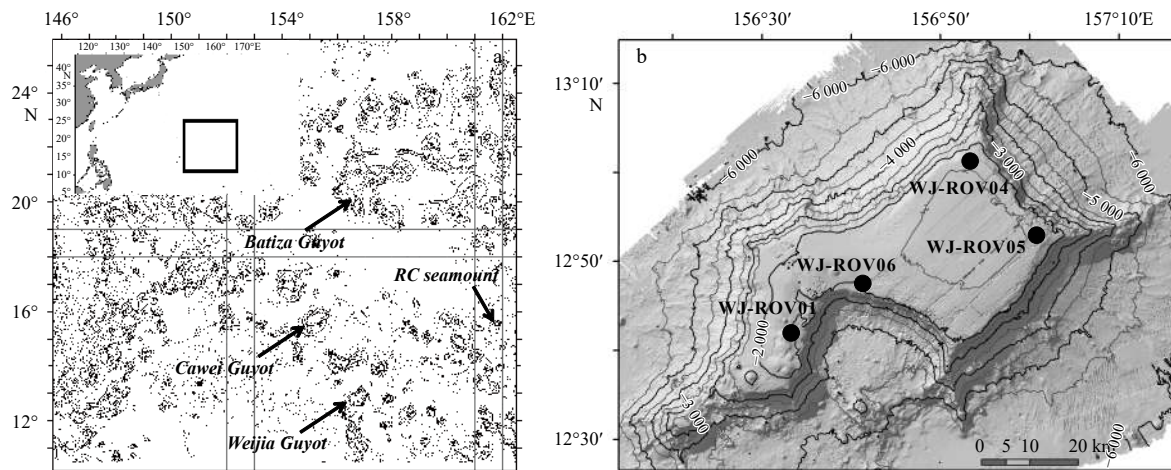 146° 150° 154° 158° 162°E
120° 130° 140° 150° 160° 170°E
a
40°
N
35°
30°
25°
20°
15°
10°
5°
24°
N
20°
16°
12°
Batiza Guyot
RC seamount
Cawei Guyot
Weijia Guyot
156°30′ 156°50′ 157°10′ E
b
13°10′
N
12°50′
12°30′
−6 000
−6 000
−6 000
−4 000
−3 000
−6 000
−5 000
WJ-ROV04
WJ-ROV05
WJ-ROV06
WJ-ROV01
−2 000
−3 000
−6 000
0 5 10 20 km